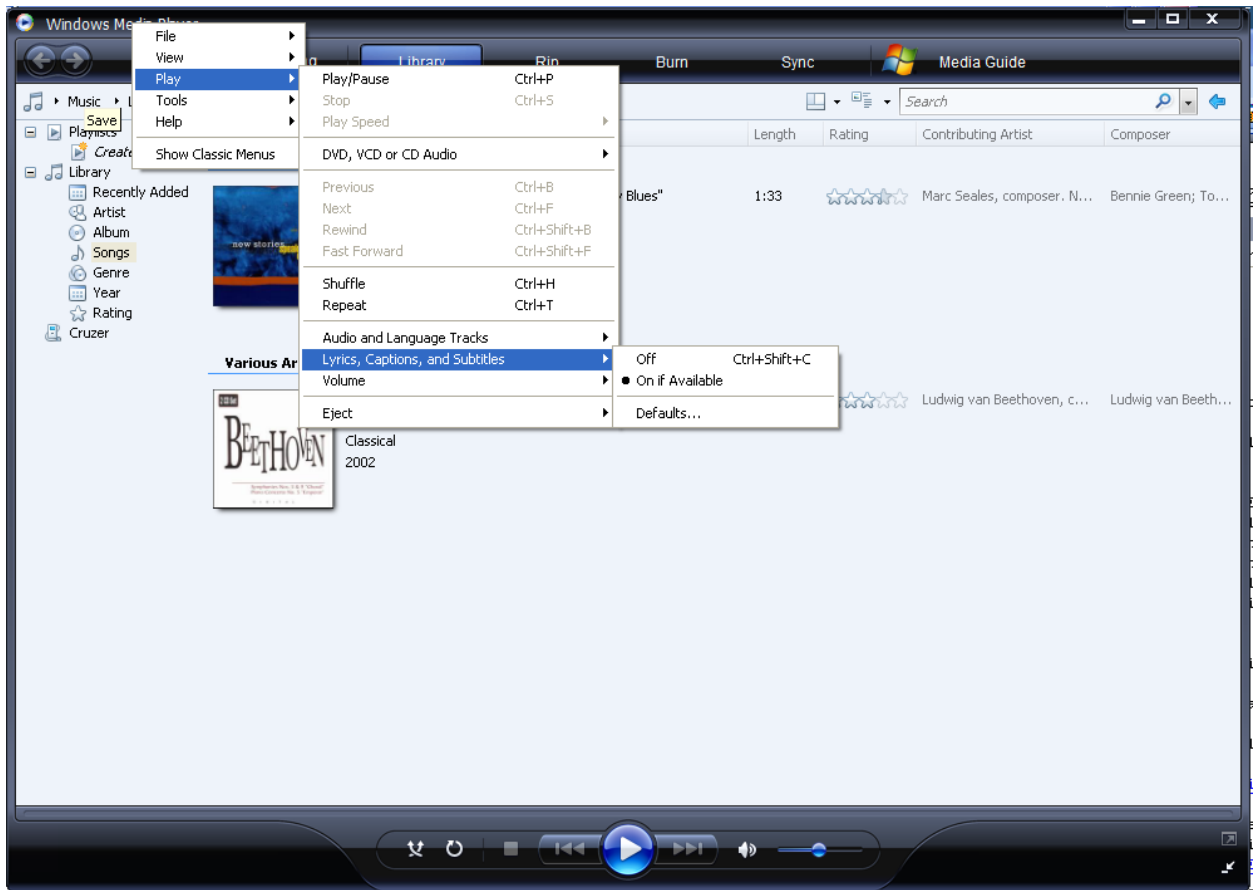 Windows Media Player
Library
Rip
Burn
Sync
Media Guide
File
View
Play
Tools
Help
Show Classic Menus
Music
Save
Search
Playlists
Create
Library
Recently Added
Artist
Album
Songs
Genre
Year
Rating
Cruzer
Play/Pause Ctrl+P
Stop Ctrl+S
Play Speed
DVD, VCD or CD Audio
Previous Ctrl+B
Next Ctrl+F
Rewind Ctrl+Shift+B
Fast Forward Ctrl+Shift+F
Shuffle Ctrl+H
Repeat Ctrl+T
Audio and Language Tracks
Lyrics, Captions, and Subtitles
Volume
Eject
Off Ctrl+Shift+C
On if Available
Defaults...
Length Rating Contributing Artist Composer
new stories
Blues" 1:33 Marc Seales, composer. N... Bennie Green; To...
Various Ar
BEETHOVEN
DIGITAL
Classical
2002
Ludwig van Beethoven, c... Ludwig van Beeth...